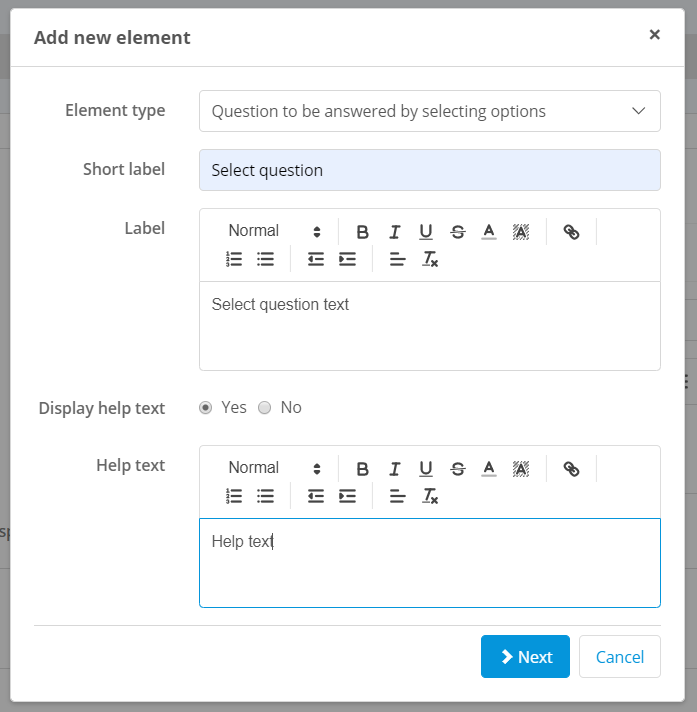 Add new element
Element type
Question to be answered by selecting options
Short label
Select question
Label
Normal
Select question text
Display help text
Yes
No
Help text
Normal
Help text
Next
Cancel